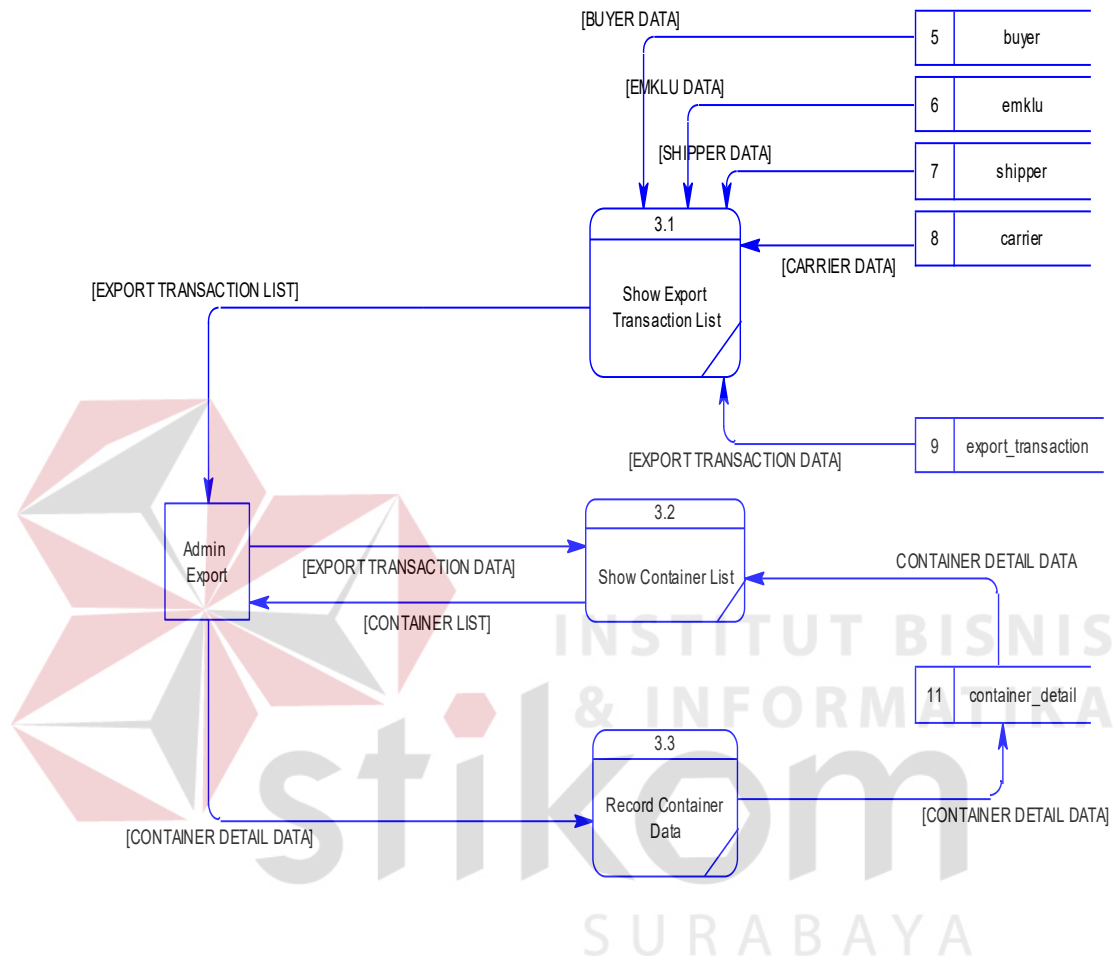 [BUYER DATA]
5 buyer
[EMKLU DATA]
6 emklu
[SHIPPER DATA]
7 shipper
3.1
8 carrier
[CARRIER DATA]
[EXPORT TRANSACTION LIST]
Show Export
Transaction List
9 export_transaction
[EXPORT TRANSACTION DATA]
3.2
Admin
Export
[EXPORT TRANSACTION DATA]
Show Container List
CONTAINER DETAIL DATA
[CONTAINER LIST]
INSTITUT BISNIS
& INFORMATIKA
11 container_detail
stikom
3.3
Record Container
Data
[CONTAINER DETAIL DATA]
[CONTAINER DETAIL DATA]
SURABAYA